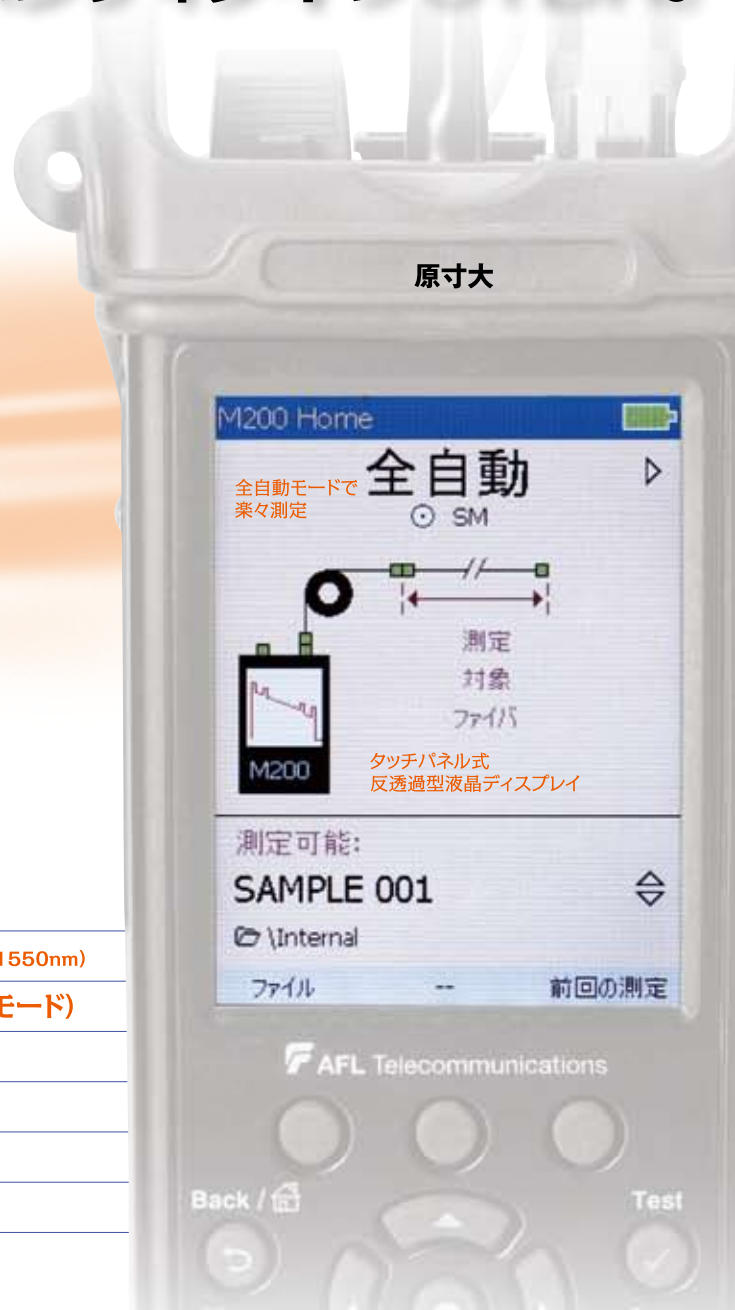 原寸大
M200 Home
全自動
全自動モードで
楽々測定
SM
測定
対象
ファイバ
M200
タッチパネル式
反透過型液晶ディスプレイ
測定可能:
SAMPLE 001
\Internal
ファイル -- 前回の測定
1550nm)
モード)
AFL Telecommunications
Back /
Test